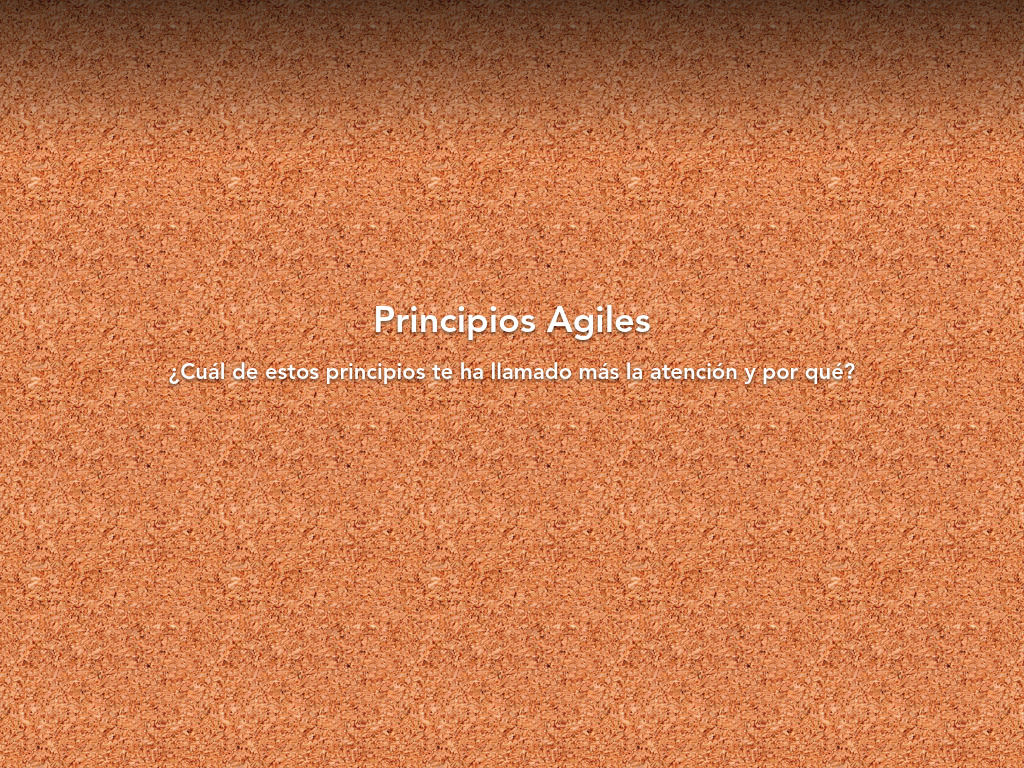 Principios Agiles
¿Cuál de estos principios te ha llamado más la atención y por qué?